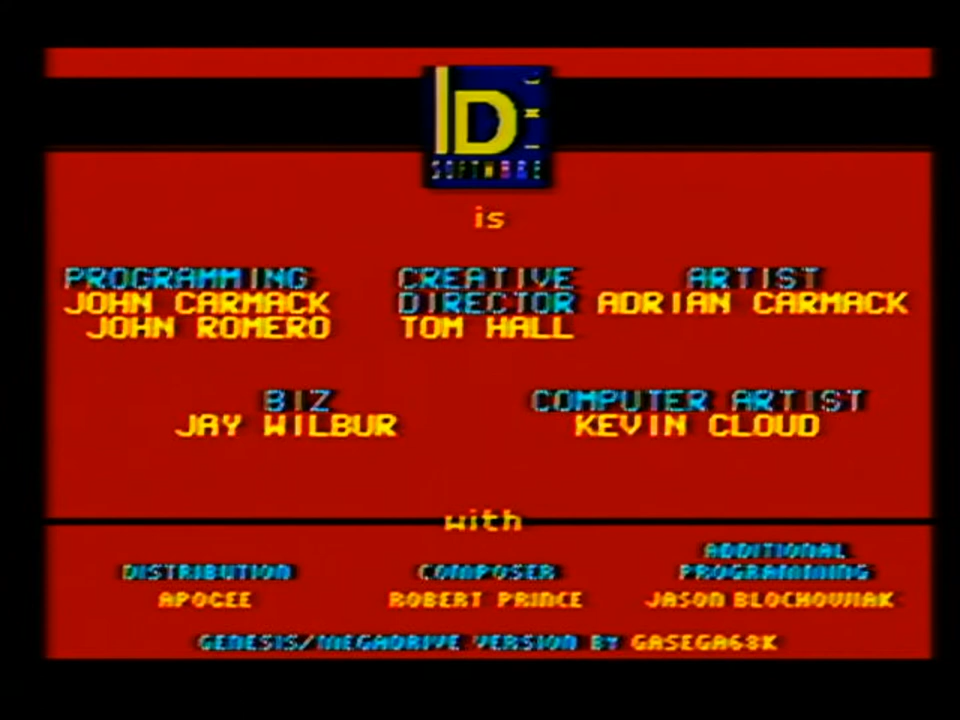 ID
SOFTWARE
is
PROGRAMMING
JOHN CARMACK
JOHN ROMERO
CREATIVE
DIRECTOR
TOM HALL
ARTIST
ADRIAN CARMACK
BIZ
JAY WILBUR
COMPUTER ARTIST
KEVIN CLOUD
with
DISTRIBUTION
APOGEE
COMPOSER
ROBERT PRINCE
ADDITIONAL
PROGRAMMING
JASON BLOCHOWIAK
GENESIS/MEGADRIVE VERSION BY GASEGA68K